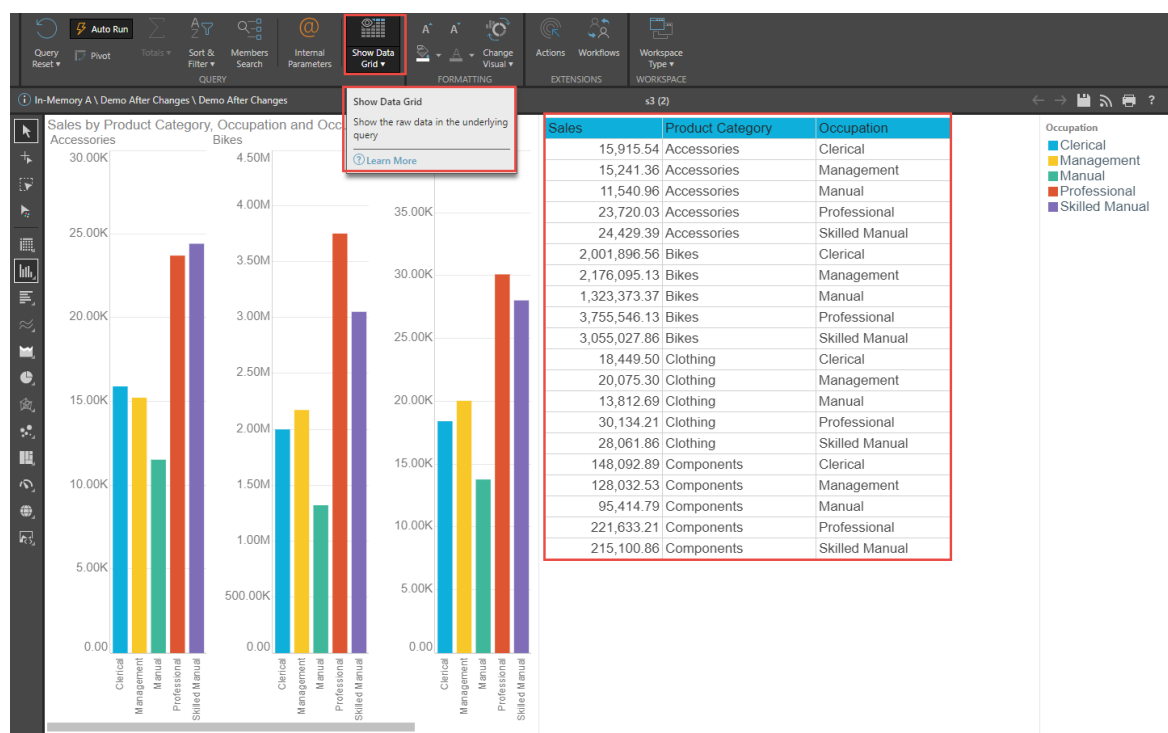 Query
Reset ▾
Auto Run
Pivot
Totals ▾
A
Z
Sort &
Filter ▾
Members
Search
@
Internal
Parameters
Show Data
Grid ▾
A
A
A
Change
Visual ▾
Actions
Workflows
Workspace
Type ▾
QUERY
FORMATTING
EXTENSIONS
WORKSPACE
In-Memory A \ Demo After Changes \ Demo After Changes
s3 (2)
?
Show Data Grid
Show the raw data in the underlying
query
? Learn More
Sales by Product Category, Occupation and Occ
Accessories
Bikes
30.00K
25.00K
20.00K
15.00K
10.00K
5.00K
0.00
Clerical
Management
Manual
Professional
Skilled Manual
4.50M
4.00M
3.50M
3.00M
2.50M
2.00M
1.50M
1.00M
500.00K
0.00
Clerical
Management
Manual
Professional
Skilled Manual
35.00K
30.00K
25.00K
20.00K
15.00K
10.00K
5.00K
0.00
Clerical
Management
Manual
Professional
Skilled Manual
Sales Product Category Occupation
15,915.54 Accessories Clerical
15,241.36 Accessories Management
11,540.96 Accessories Manual
23,720.03 Accessories Professional
24,429.39 Accessories Skilled Manual
2,001,896.56 Bikes Clerical
2,176,095.13 Bikes Management
1,323,373.37 Bikes Manual
3,755,546.13 Bikes Professional
3,055,027.86 Bikes Skilled Manual
18,449.50 Clothing Clerical
20,075.30 Clothing Management
13,812.69 Clothing Manual
30,134.21 Clothing Professional
28,061.86 Clothing Skilled Manual
148,092.89 Components Clerical
128,032.53 Components Management
95,414.79 Components Manual
221,633.21 Components Professional
215,100.86 Components Skilled Manual
Occupation
Clerical
Management
Manual
Professional
Skilled Manual